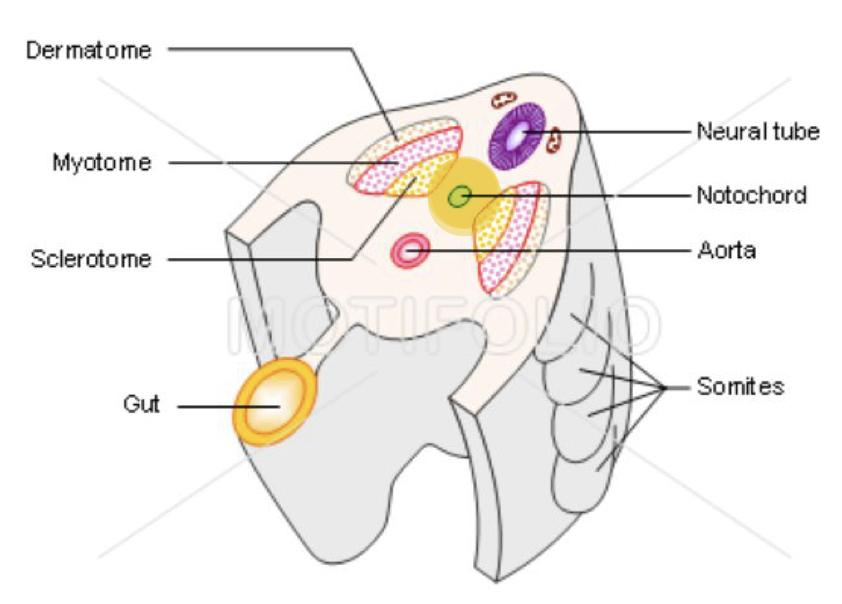 Dermatome
Neural tube
Myotome
Notochord
Aorta
Sclerotome
MOTIFOLIO
Somites
Gut